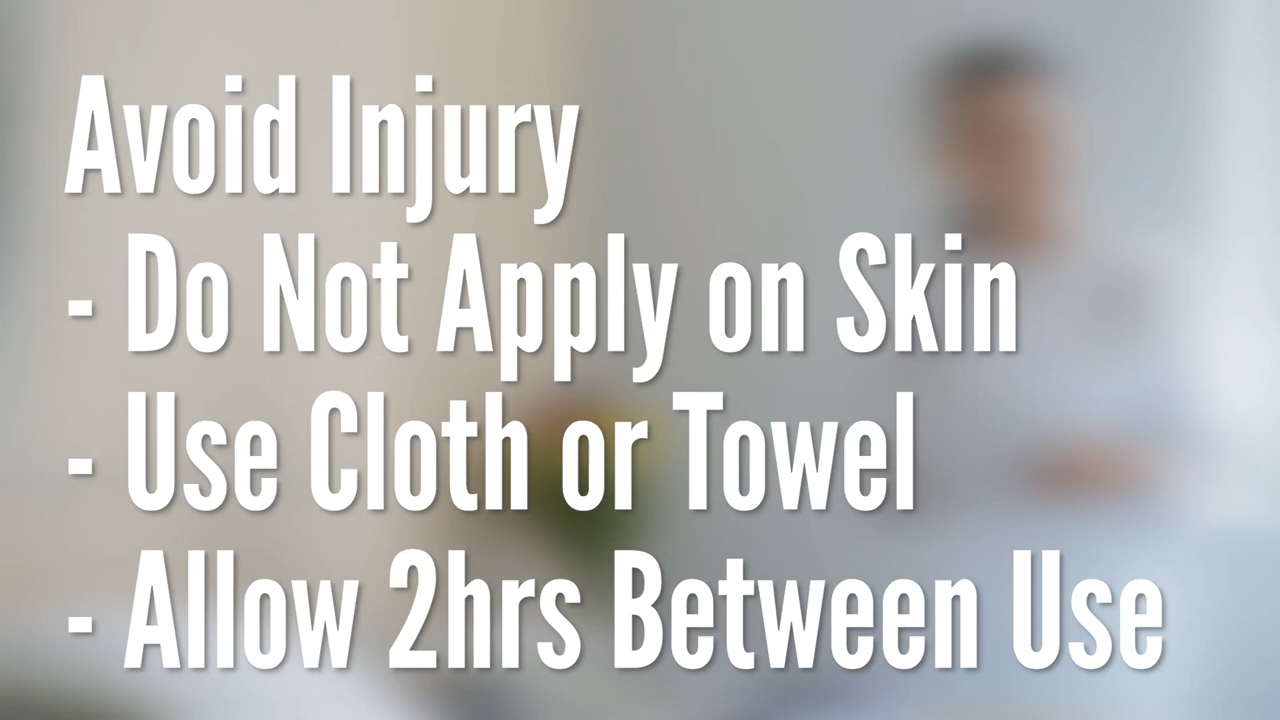 Avoid Injury
- Do Not Apply on Skin
- Use Cloth or Towel
- Allow 2hrs Between Use